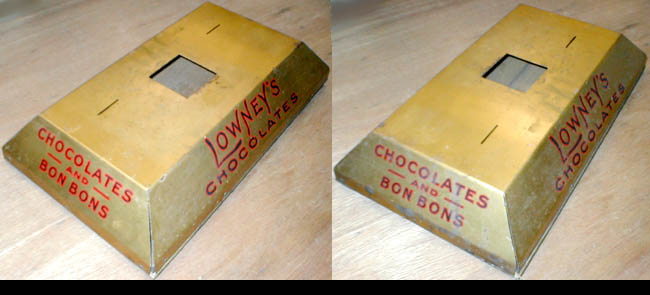 CHOCOLATES
AND
BON BONS
LOWNEY'S
CHOCOLATES
CHOCOLATES
AND
BON BONS
LOWNEY'S
CHOCOLATES